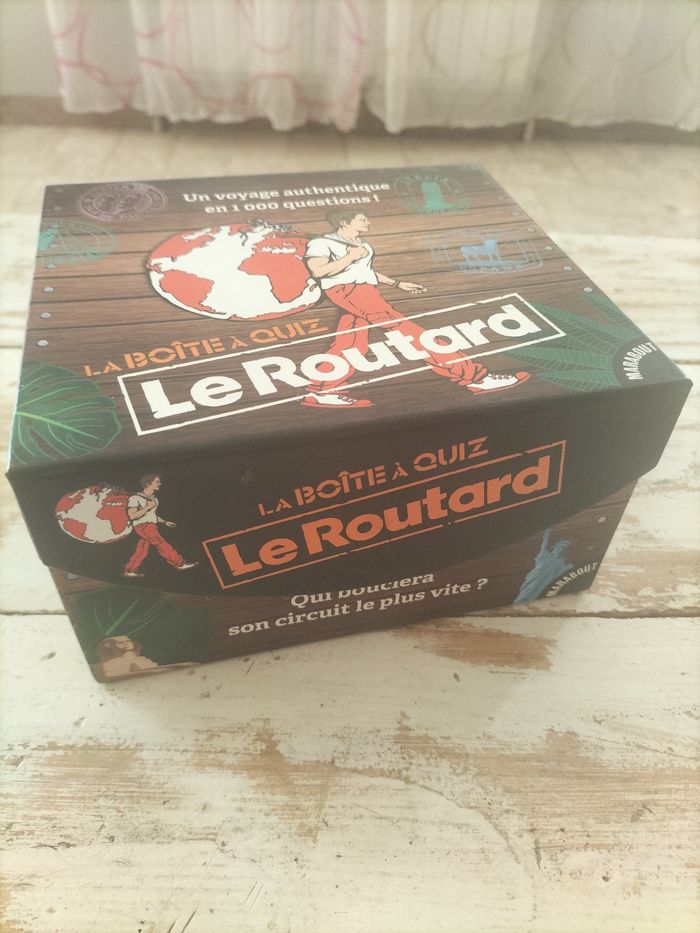 Un voyage authentique
en 1 000 questions !
ITALIA
LA BOÎTE à QUIZ
Le Routard
MARABOUT
LA BOÎTE à QUIZ
Le Routard
Qui bouclera
son circuit le plus vite ?
MARABOUT